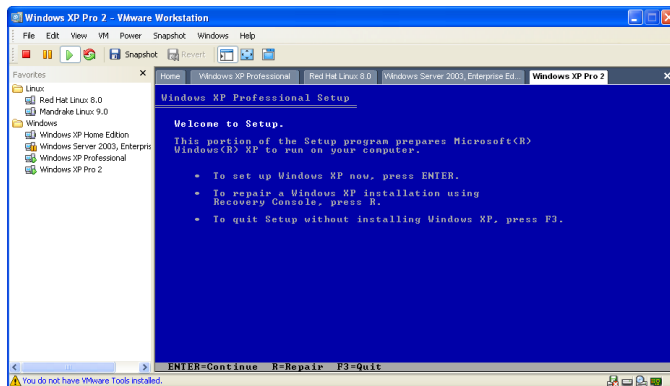 Windows XP Pro 2 - VMware Workstation
File Edit View VM Power Snapshot Windows Help
Snapshot Revert
Favorites
Home Windows XP Professional Red Hat Linux 8.0 Windows Server 2003, Enterprise Ed... Windows XP Pro 2
Linux
Red Hat Linux 8.0
Mandrake Linux 9.0
Windows
Windows XP Home Edition
Windows Server 2003, Enterpris
Windows XP Professional
Windows XP Pro 2
Windows XP Professional Setup
Welcome to Setup.
This portion of the Setup program prepares Microsoft(R)
Windows(R) XP to run on your computer.
• To set up Windows XP now, press ENTER.
• To repair a Windows XP installation using
Recovery Console, press R.
• To quit Setup without installing Windows XP, press F3.
ENTER=Continue R=Repair F3=Quit
You do not have VMware Tools installed.